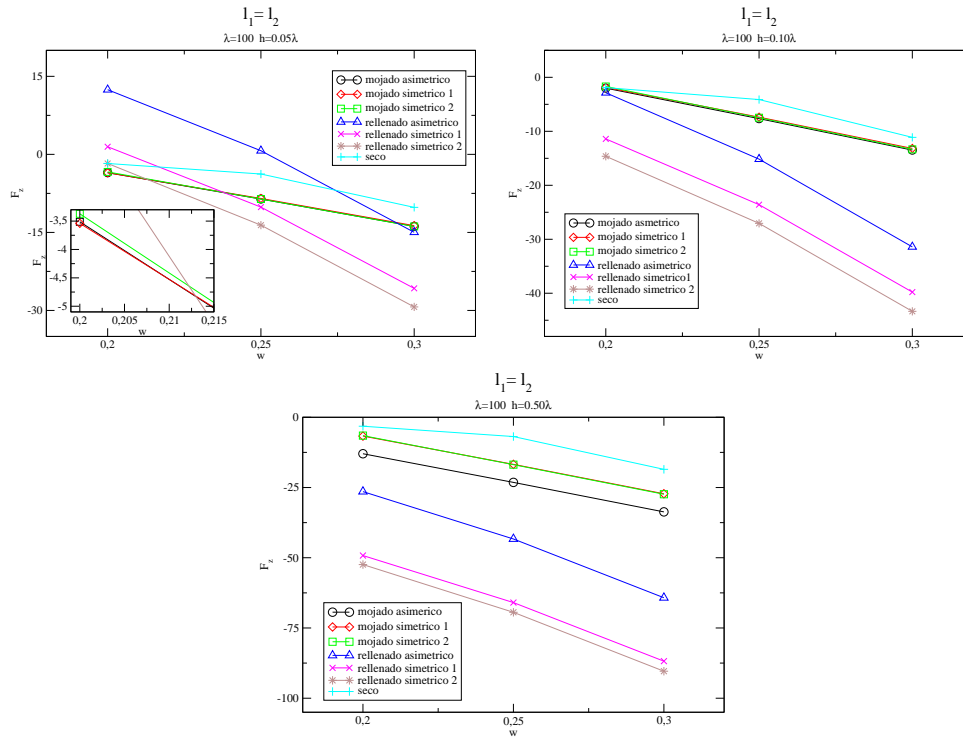 l₁= l₂
λ=100 h=0.05λ
15
0
-15
-30
F_z
mojado asimetrico
mojado simetrico 1
mojado simetrico 2
rellenado asimetrico
rellenado simetrico 1
rellenado simetrico 2
seco
-3,5
-4
-4,5
-5
F_z
0,2 0,205 0,21 0,215
w
0,2 0,25 0,3
w
l₁= l₂
λ=100 h=0.10λ
0
-10
-20
-30
-40
F_z
mojado asmetrico
mojado simetrico 1
mojado simetrico 2
rellenado asimetrico
rellenado simetrico1
rellenado simetrico 2
seco
0,2 0,25 0,3
w
l₁= l₂
λ=100 h=0.50λ
0
-25
-50
-75
-100
F_z
mojado asimerico
mojado simetrico 1
mojado simetrico 2
rellenado asimetrico
rellenado simetrico 1
rellenado simetrico 2
seco
0,2 0,25 0,3
w